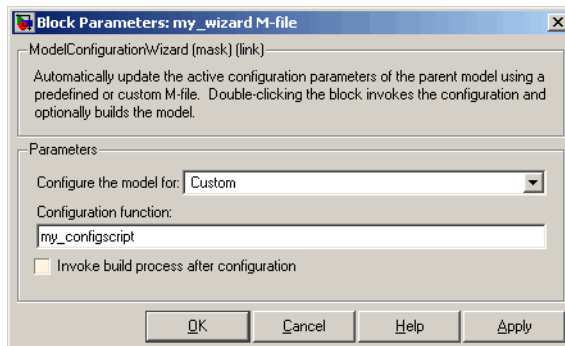 Block Parameters: my_wizard M-file
ModelConfigurationWizard (mask) (link)
Automatically update the active configuration parameters of the parent model using a
predefined or custom M-file. Double-clicking the block invokes the configuration and
optionally builds the model.
Parameters
Configure the model for: Custom
Configuration function:
my_configscript
Invoke build process after configuration
OK Cancel Help Apply